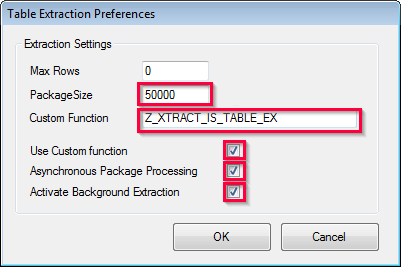 Table Extraction Preferences
Extraction Settings
Max Rows 0
PackageSize 50000
Custom Function Z_XTRACT_IS_TABLE_EX
Use Custom function
Asynchronous Package Processing
Activate Background Extraction
OK Cancel